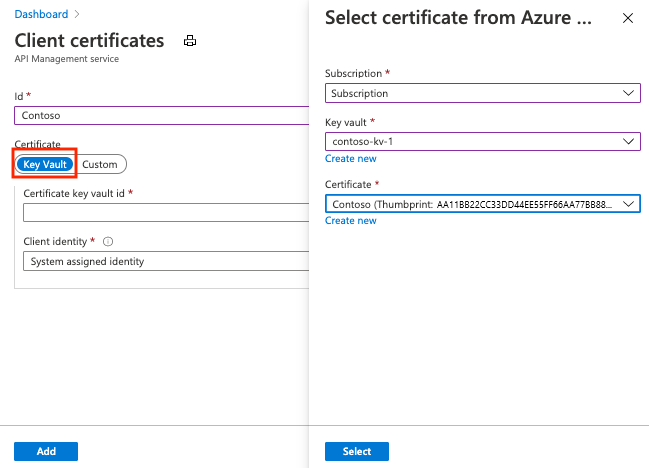 Dashboard >
Client certificates
API Management service
Id *
Contoso
Certificate
Key Vault Custom
Certificate key vault id *
Client identity *
System assigned identity
Add
Select certificate from Azure ...
Subscription *
Subscription
Key vault *
contoso-kv-1
Create new
Certificate *
Contoso (Thumbprint: AA11BB22CC33DD44EE55FF66AA77BB88...
Create new
Select